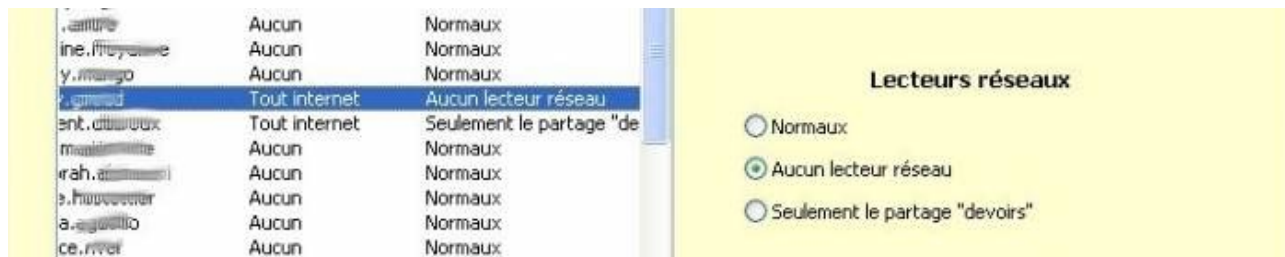 Aucun Normaux
Aucun Normaux
Aucun Normaux
Tout internet Aucun lecteur réseau
Tout internet Seulement le partage "de
Aucun Normaux
Aucun Normaux
Aucun Normaux
Aucun Normaux
Aucun Normaux
Lecteurs réseaux
Normaux
Aucun lecteur réseau
Seulement le partage "devoirs"